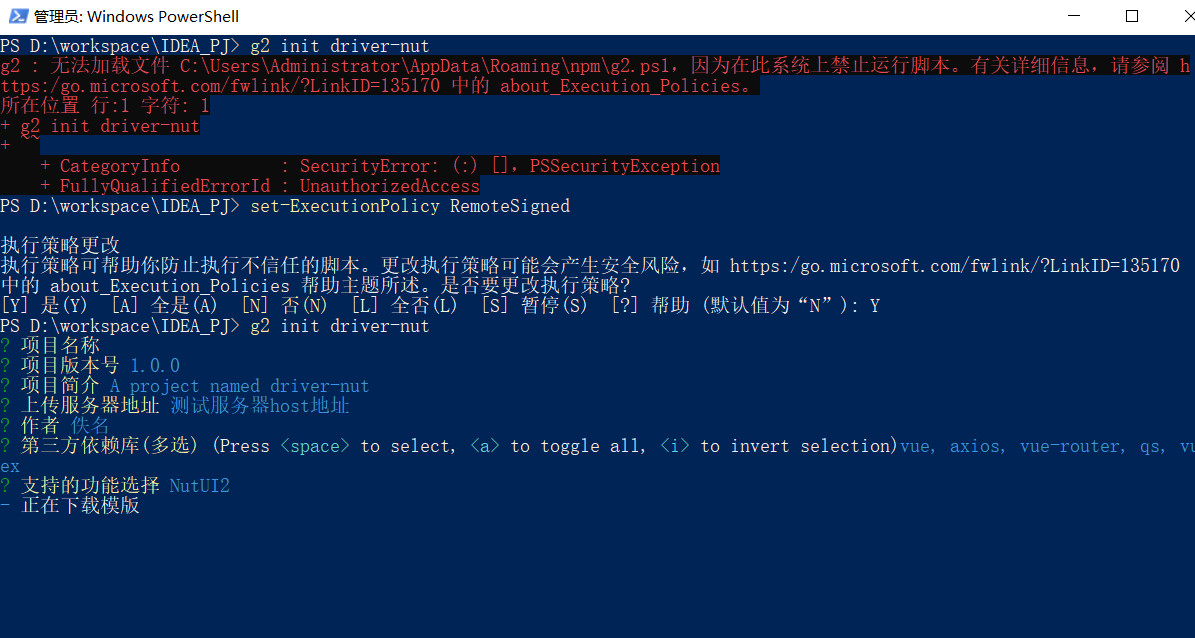 管理员: Windows PowerShell
PS D:\workspace\IDEA_PJ> g2 init driver-nut
g2 : 无法加载文件 C:\Users\Administrator\AppData\Roaming\npm\g2.ps1，因为在此系统上禁止运行脚本。有关详细信息，请参阅 h
ttps:/go.microsoft.com/fwlink/?LinkID=135170 中的 about_Execution_Policies。
所在位置 行:1 字符: 1
+ g2 init driver-nut
+ ~~
+ CategoryInfo          : SecurityError: (:) []，PSSecurityException
+ FullyQualifiedErrorId : UnauthorizedAccess
PS D:\workspace\IDEA_PJ> set-ExecutionPolicy RemoteSigned
执行策略更改
执行策略可帮助你防止执行不信任的脚本。更改执行策略可能会产生安全风险，如 https:/go.microsoft.com/fwlink/?LinkID=135170
中的 about_Execution_Policies 帮助主题所述。是否要更改执行策略?
[Y] 是(Y)  [A] 全是(A)  [N] 否(N)  [L] 全否(L)  [S] 暂停(S)  [?] 帮助 (默认值为“N”): Y
PS D:\workspace\IDEA_PJ> g2 init driver-nut
? 项目名称
? 项目版本号 1.0.0
? 项目简介 A project named driver-nut
? 上传服务器地址 测试服务器host地址
? 作者 佚名
? 第三方依赖库(多选) (Press <space> to select, <a> to toggle all, <i> to invert selection)vue, axios, vue-router, qs, vu
ex
? 支持的功能选择 NutUI2
- 正在下载模版